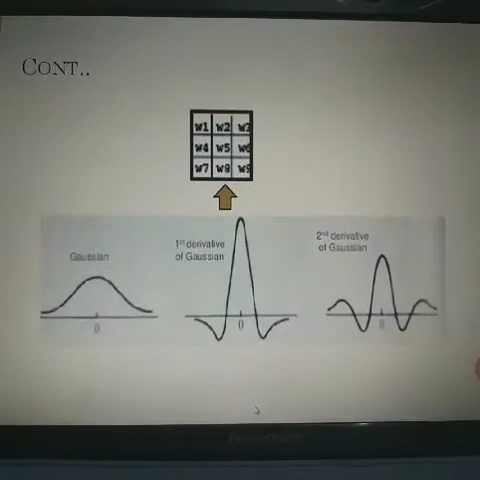 CONT..
w1 w2 w3
w4 w5 w6
w7 w8 w9
Gaussian
0
1st derivative
of Gaussian
0
2nd derivative
of Gaussian
0